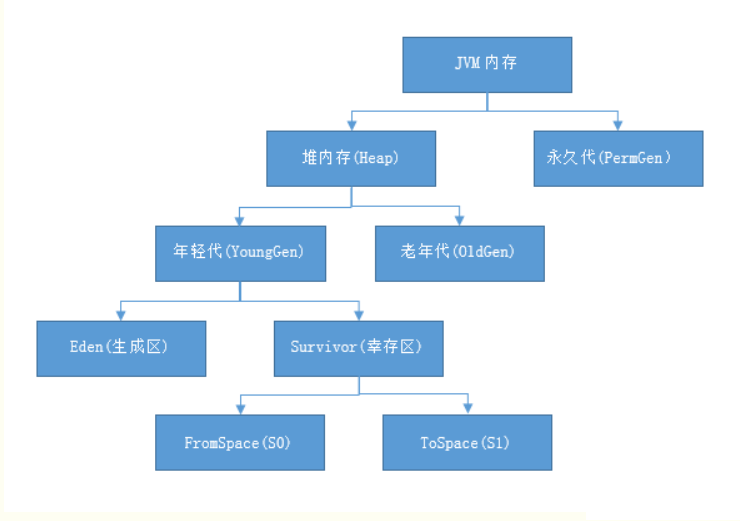 JVM 内存
堆内存(Heap)
永久代(PermGen)
年轻代(YoungGen)
老年代(OldGen)
Eden(生成区)
Survivor(幸存区)
FromSpace(S0)
ToSpace(S1)